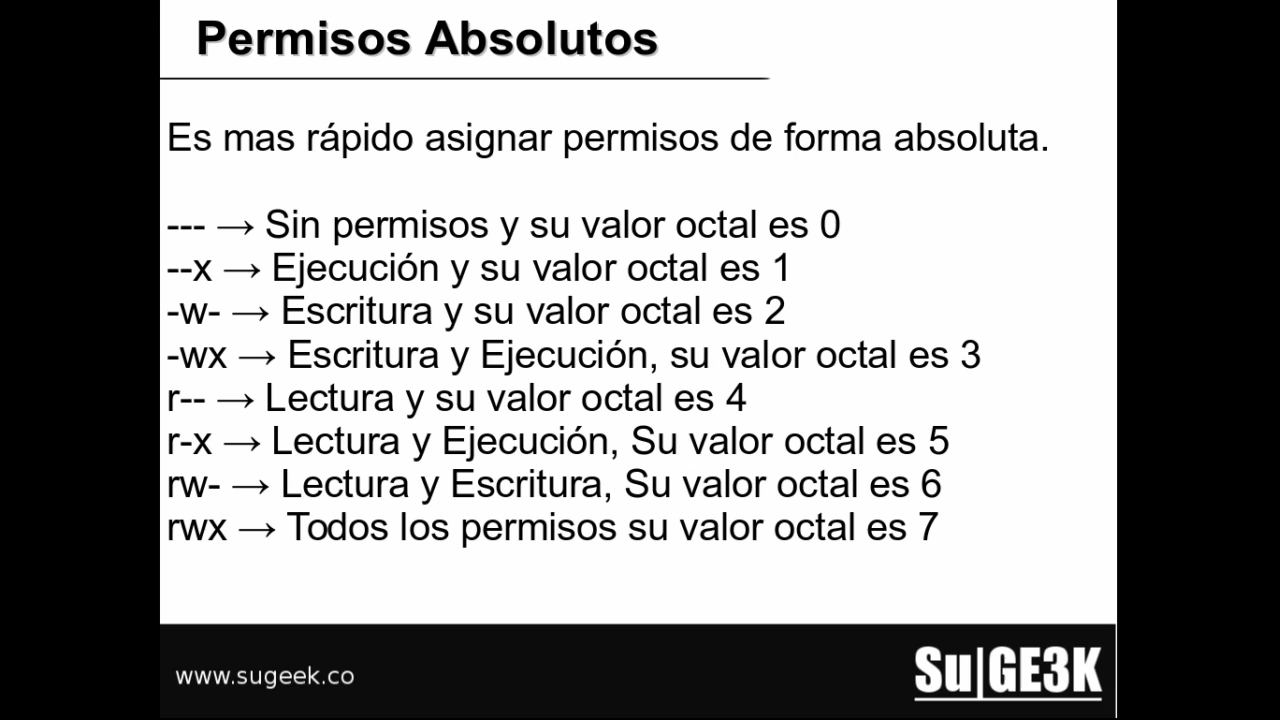 Permisos Absolutos
Es mas rápido asignar permisos de forma absoluta.
--- → Sin permisos y su valor octal es 0
--x → Ejecución y su valor octal es 1
-w- → Escritura y su valor octal es 2
-wx → Escritura y Ejecución, su valor octal es 3
r-- → Lectura y su valor octal es 4
r-x → Lectura y Ejecución, Su valor octal es 5
rw- → Lectura y Escritura, Su valor octal es 6
rwx → Todos los permisos su valor octal es 7
www.sugeek.co
Su|GE3K